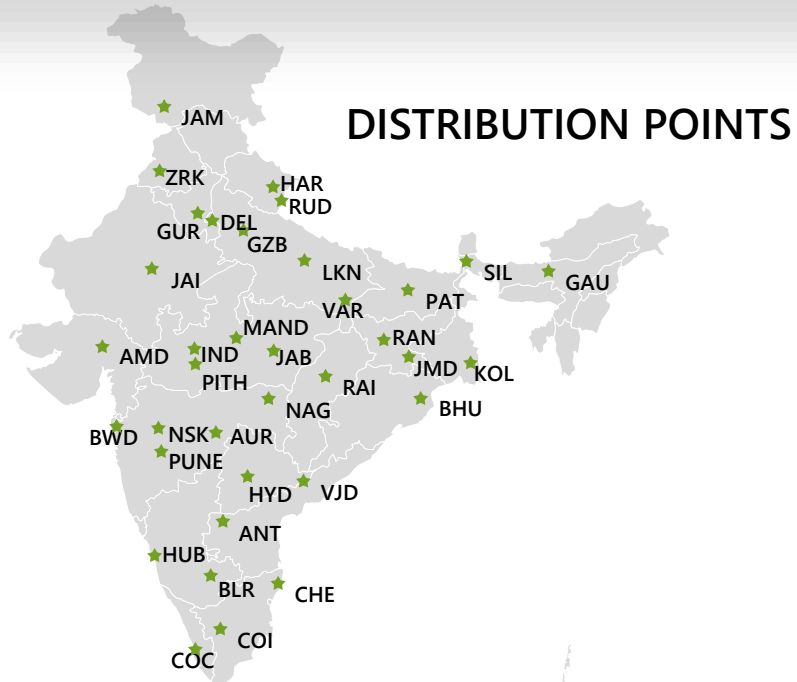 JAM
DISTRIBUTION POINTS
ZRK
HAR
RUD
GUR
DEL
GZB
JAI
LKN
SIL
GAU
VAR
PAT
MAND
AMD
IND
JAB
RAN
PITH
JMD
KOL
RAI
NAG
BHU
BWD
NSK
AUR
PUNE
HYD
VJD
ANT
HUB
BLR
CHE
COI
COC